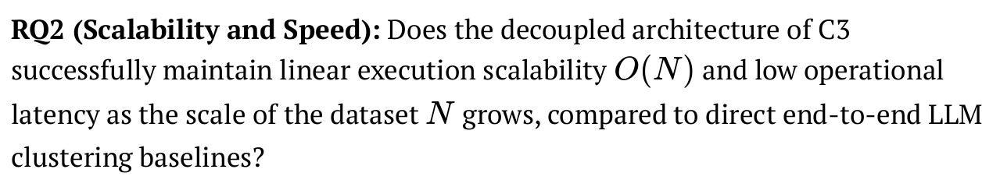 RQ2 (Scalability and Speed): Does the decoupled architecture of C3
successfully maintain linear execution scalability O(N) and low operational
latency as the scale of the dataset N grows, compared to direct end-to-end LLM
clustering baselines?